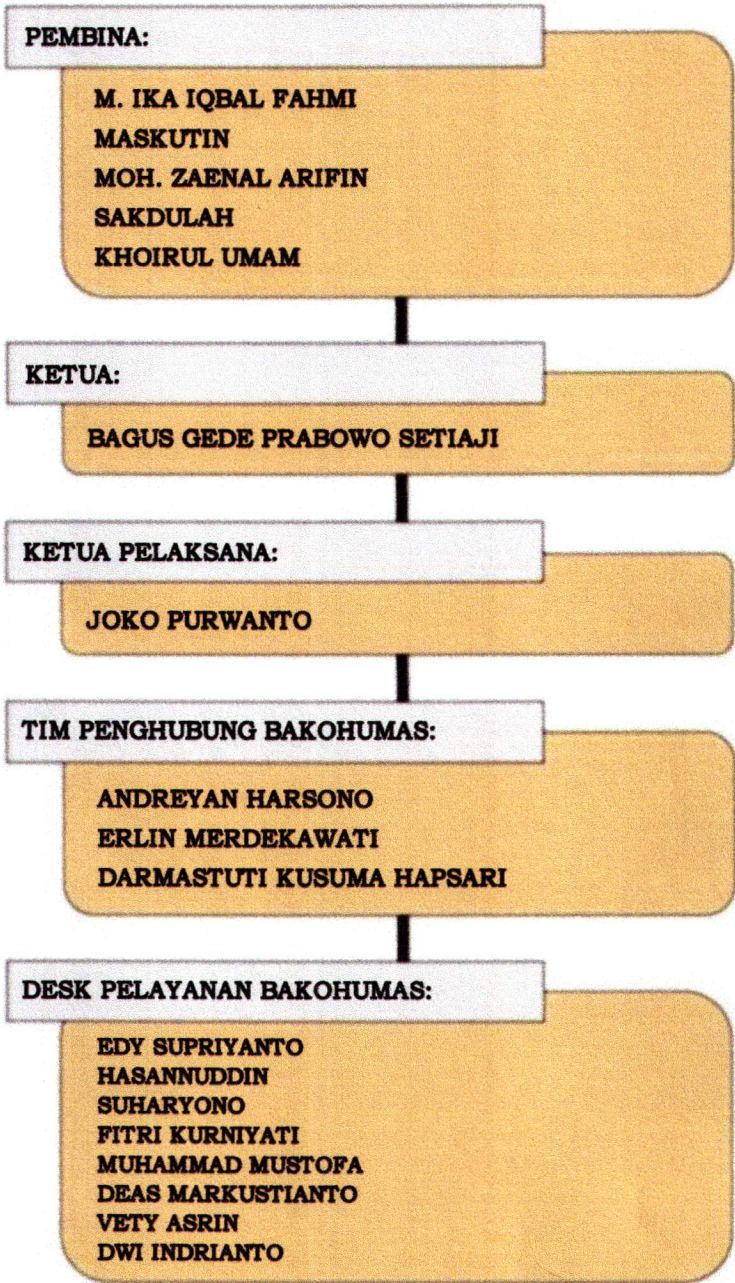 PEMBINA:
M. IKA IQBAL FAHMI
MASKUTIN
MOH. ZAENAL ARIFIN
SAKDULAH
KHOIRUL UMAM
KETUA:
BAGUS GEDE PRABOWO SETIAJI
KETUA PELAKSANA:
JOKO PURWANTO
TIM PENGHUBUNG BAKOHUMAS:
ANDREYAN HARSONO
ERLIN MERDEKAWATI
DARMASTUTI KUSUMA HAPSARI
DESK PELAYANAN BAKOHUMAS:
EDY SUPRIYANTO
HASANNUDDIN
SUHARYONO
FITRI KURNIYATI
MUHAMMAD MUSTOFA
DEAS MARKUSTIANTO
VETY ASRIN
DWI INDRIANTO